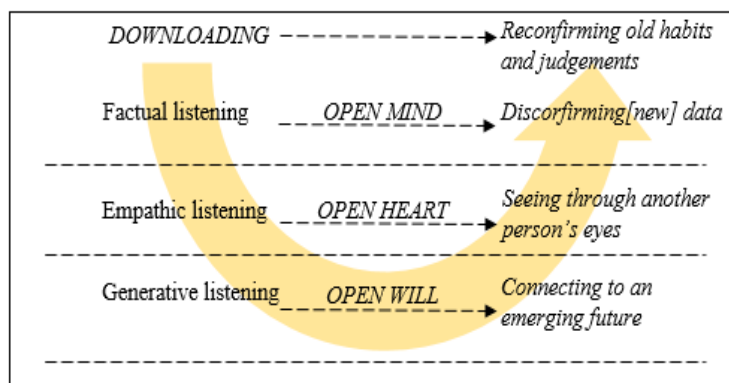 DOWNLOADING Reconfirming old habits
and judgements
Factual listening OPEN MIND Discorfirming[new] data
Empathic listening OPEN HEART Seeing through another
person's eyes
Generative listening OPEN WILL Connecting to an
emerging future